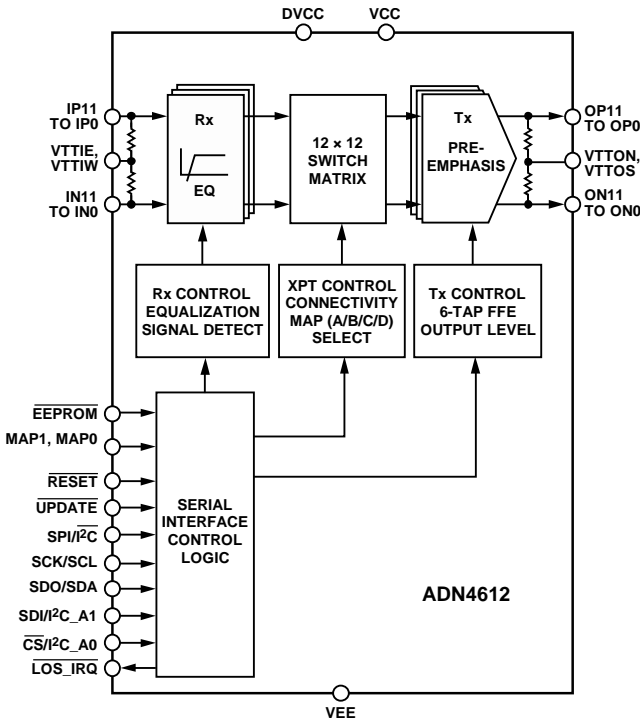 DVCC
VCC
IP11
TO IP0
VTTIE,
VTTIW
IN11
TO IN0
Rx
EQ
12 × 12
SWITCH
MATRIX
Tx
PRE-
EMPHASIS
OP11
TO OP0
VTTON,
VTTOS
ON11
TO ON0
Rx CONTROL
EQUALIZATION
SIGNAL DETECT
XPT CONTROL
CONNECTIVITY
MAP (A/B/C/D)
SELECT
Tx CONTROL
6-TAP FFE
OUTPUT LEVEL
EEPROM
MAP1, MAP0
RESET
UPDATE
SPI/I²C
SCK/SCL
SDO/SDA
SDI/I²C_A1
CS/I²C_A0
LOS_IRQ
SERIAL
INTERFACE
CONTROL
LOGIC
ADN4612
VEE